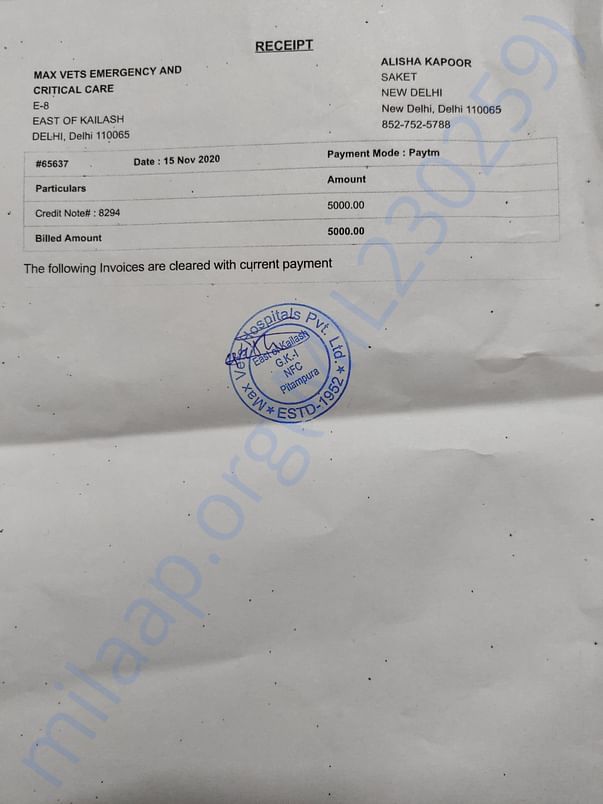 RECEIPT
MAX VETS EMERGENCY AND
CRITICAL CARE
E-8
EAST OF KAILASH
DELHI, Delhi 110065
ALISHA KAPOOR
SAKET
NEW DELHI
New Delhi, Delhi 110065
852-752-5788
#65637 Date : 15 Nov 2020 Payment Mode : Paytm
Particulars Amount
Credit Note# : 8294 5000.00
Billed Amount 5000.00
The following Invoices are cleared with current payment
Max Vets Hospitals Pvt. Ltd.
East of Kailash
G.K-I
NFC
Pitampura
★ ESTD-1952 ★
milaap.org